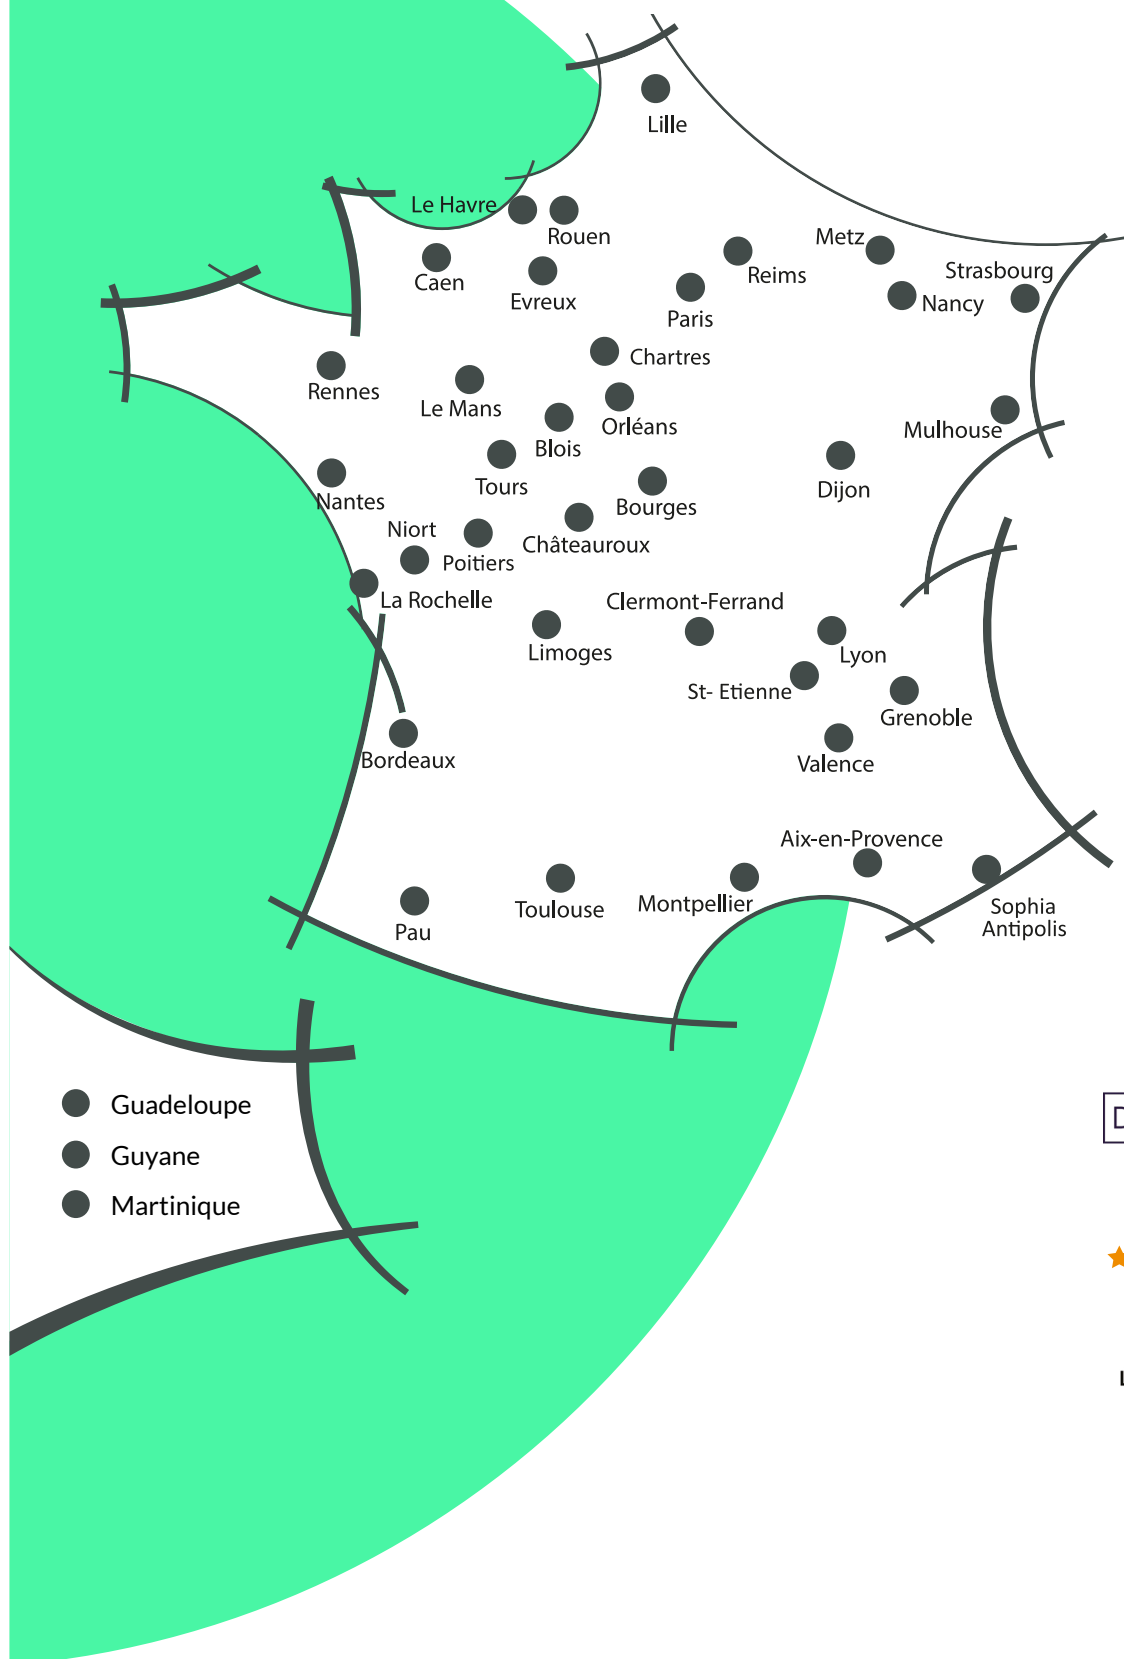 Lille
Le Havre
Rouen
Metz
Caen
Evreux
Reims
Strasbourg
Paris
Nancy
Chartres
Rennes
Le Mans
Orléans
Mulhouse
Blois
Tours
Dijon
Nantes
Bourges
Niort
Châteauroux
Poitiers
La Rochelle
Clermont-Ferrand
Limoges
Lyon
St- Etienne
Grenoble
Bordeaux
Valence
Aix-en-Provence
Toulouse
Montpellier
Pau
Sophia
Antipolis
Guadeloupe
Guyane
Martinique